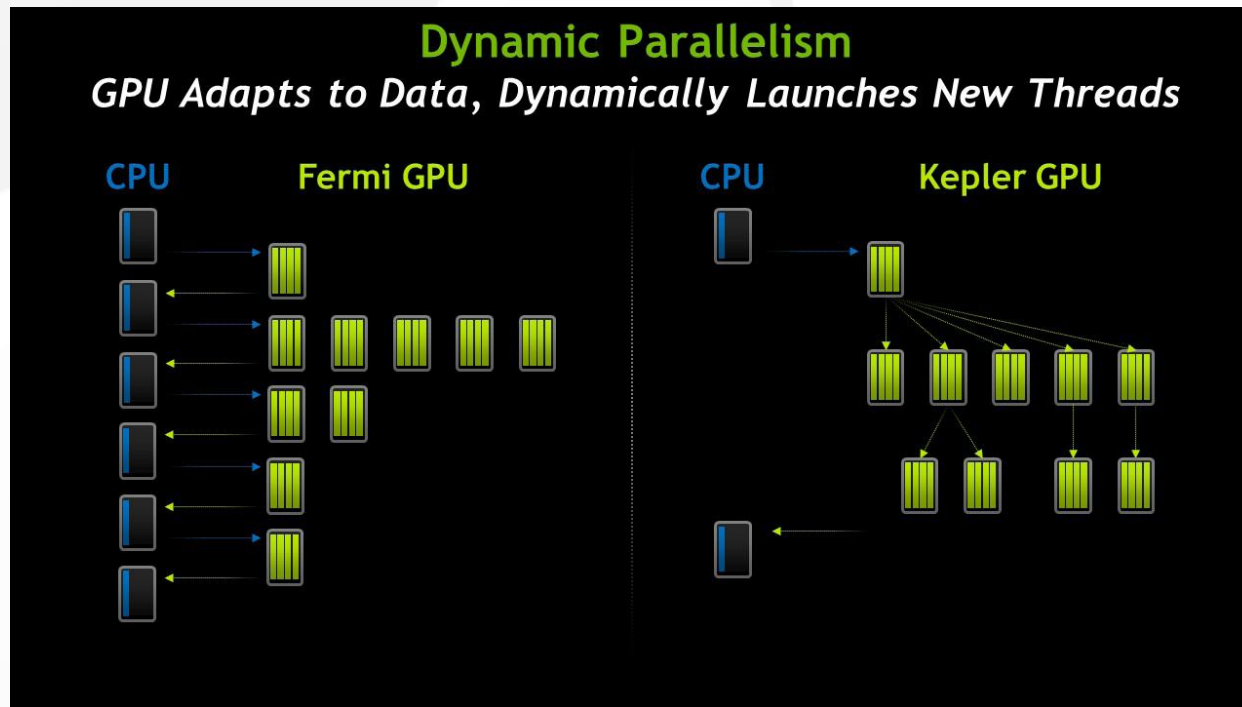 Dynamic Parallelism
GPU Adapts to Data, Dynamically Launches New Threads
CPU
Fermi GPU
CPU
Kepler GPU